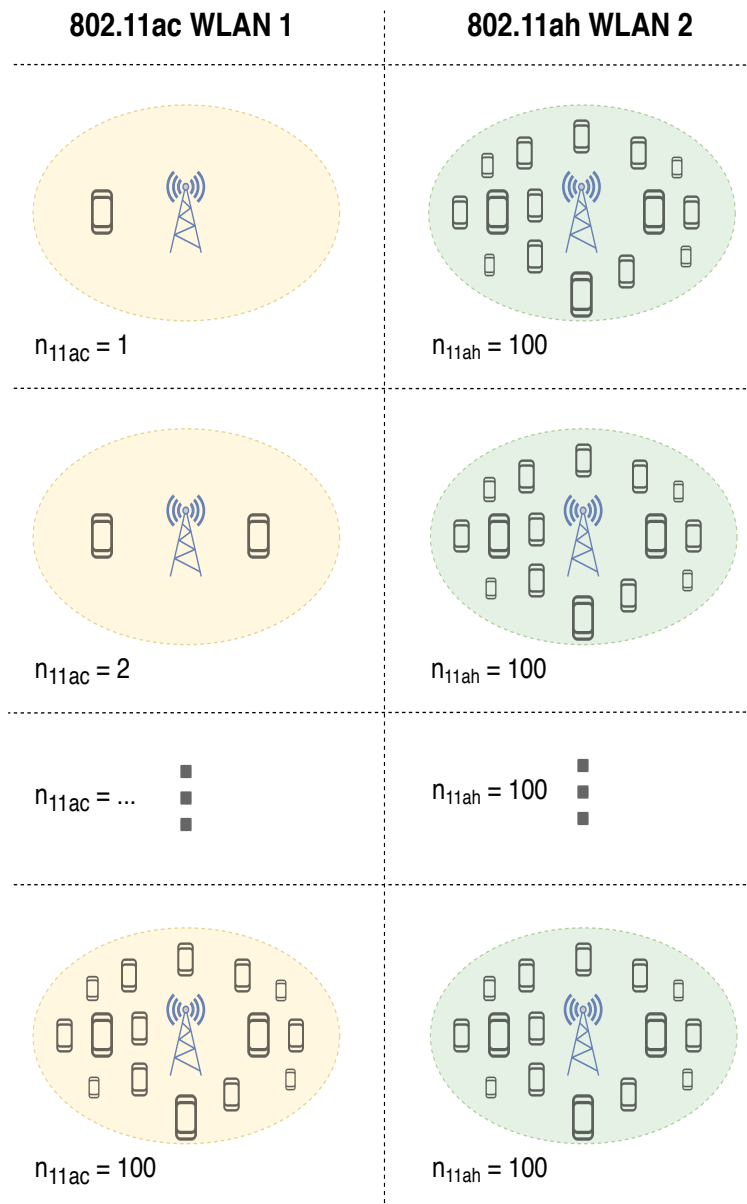 802.11ac WLAN 1
802.11ah WLAN 2
n11ac = 1
n11ah = 100
n11ac = 2
n11ah = 100
n11ac = ...
n11ah = 100
n11ac = 100
n11ah = 100